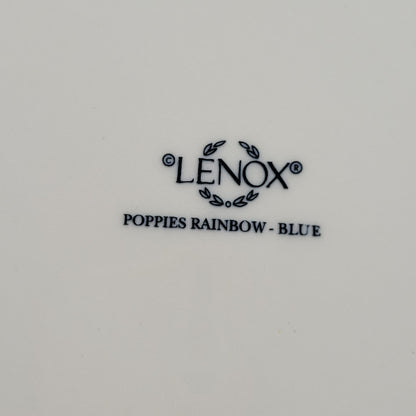 ©LENOX®
POPPIES RAINBOW - BLUE